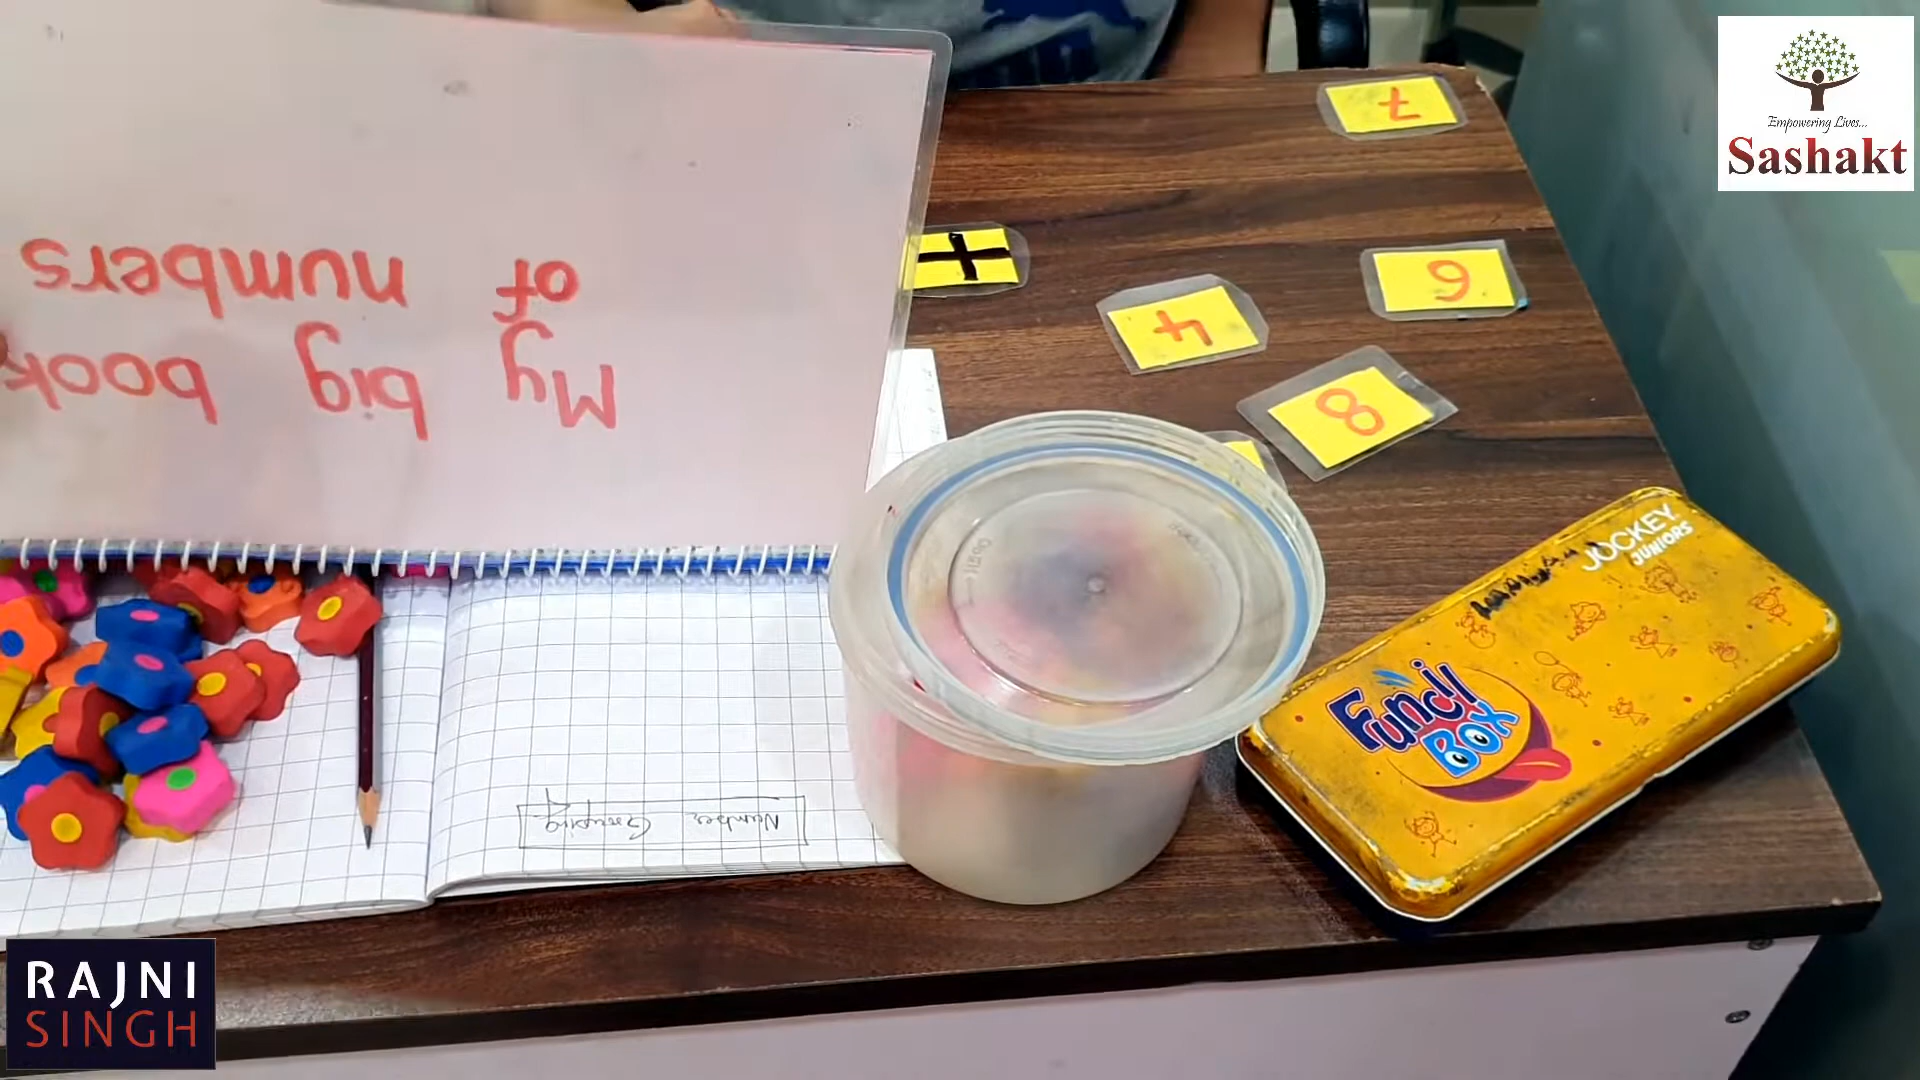 Empowering Lives...
Sashakt
7
+
4
6
8
My big book
of numbers
JOCKEY
JUNIORS
Funcil
BOX
Number Grouping
RAJNI
SINGH